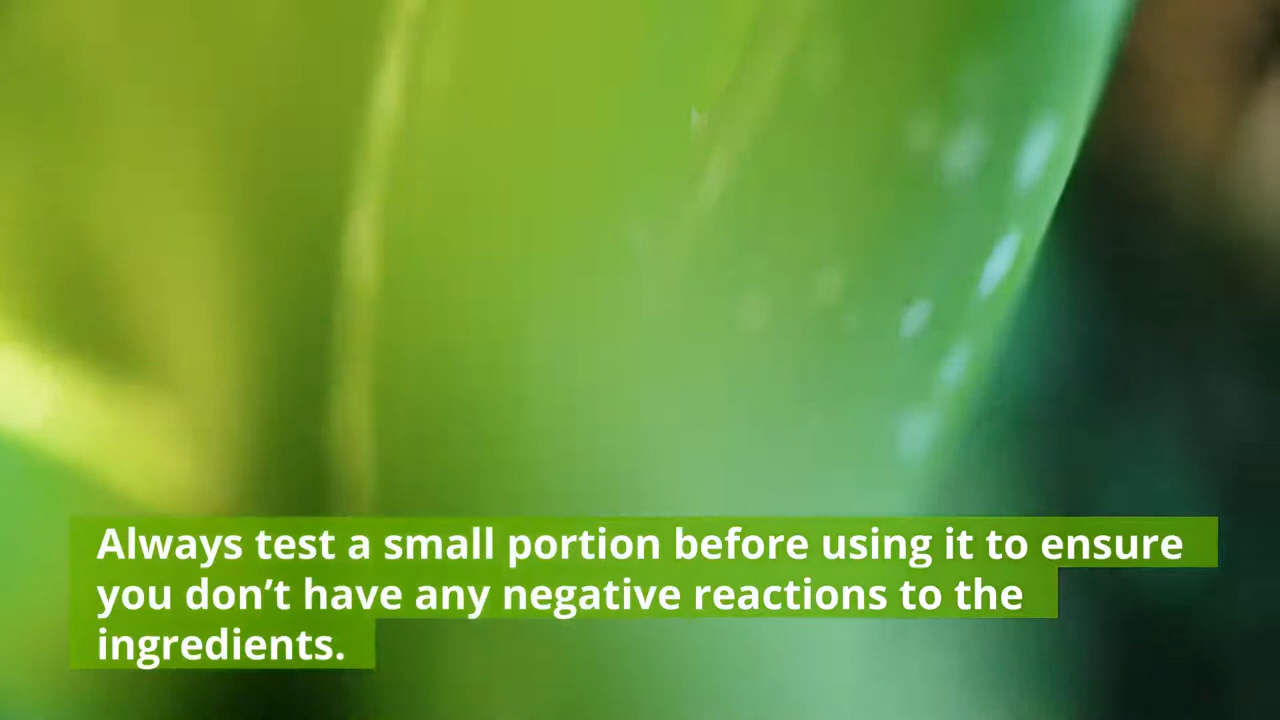 Always test a small portion before using it to ensure
you don’t have any negative reactions to the
ingredients.